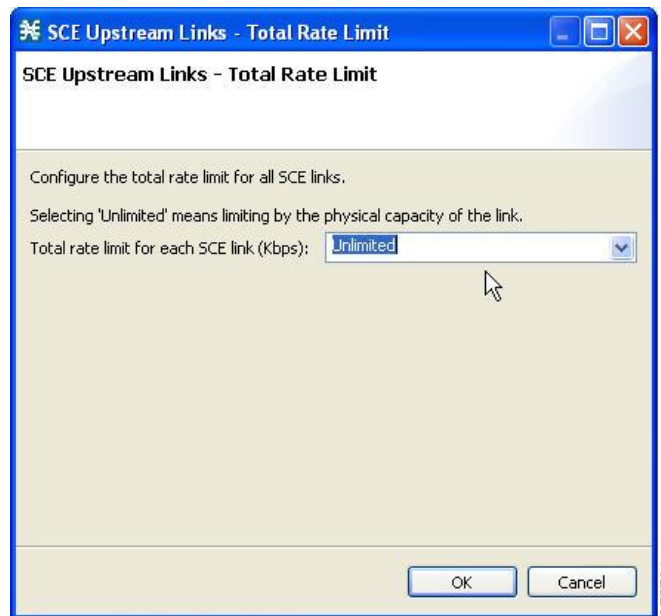 SCE Upstream Links - Total Rate Limit
SCE Upstream Links - Total Rate Limit
Configure the total rate limit for all SCE links.
Selecting 'Unlimited' means limiting by the physical capacity of the link.
Total rate limit for each SCE link (Kbps): Unlimited
OK Cancel